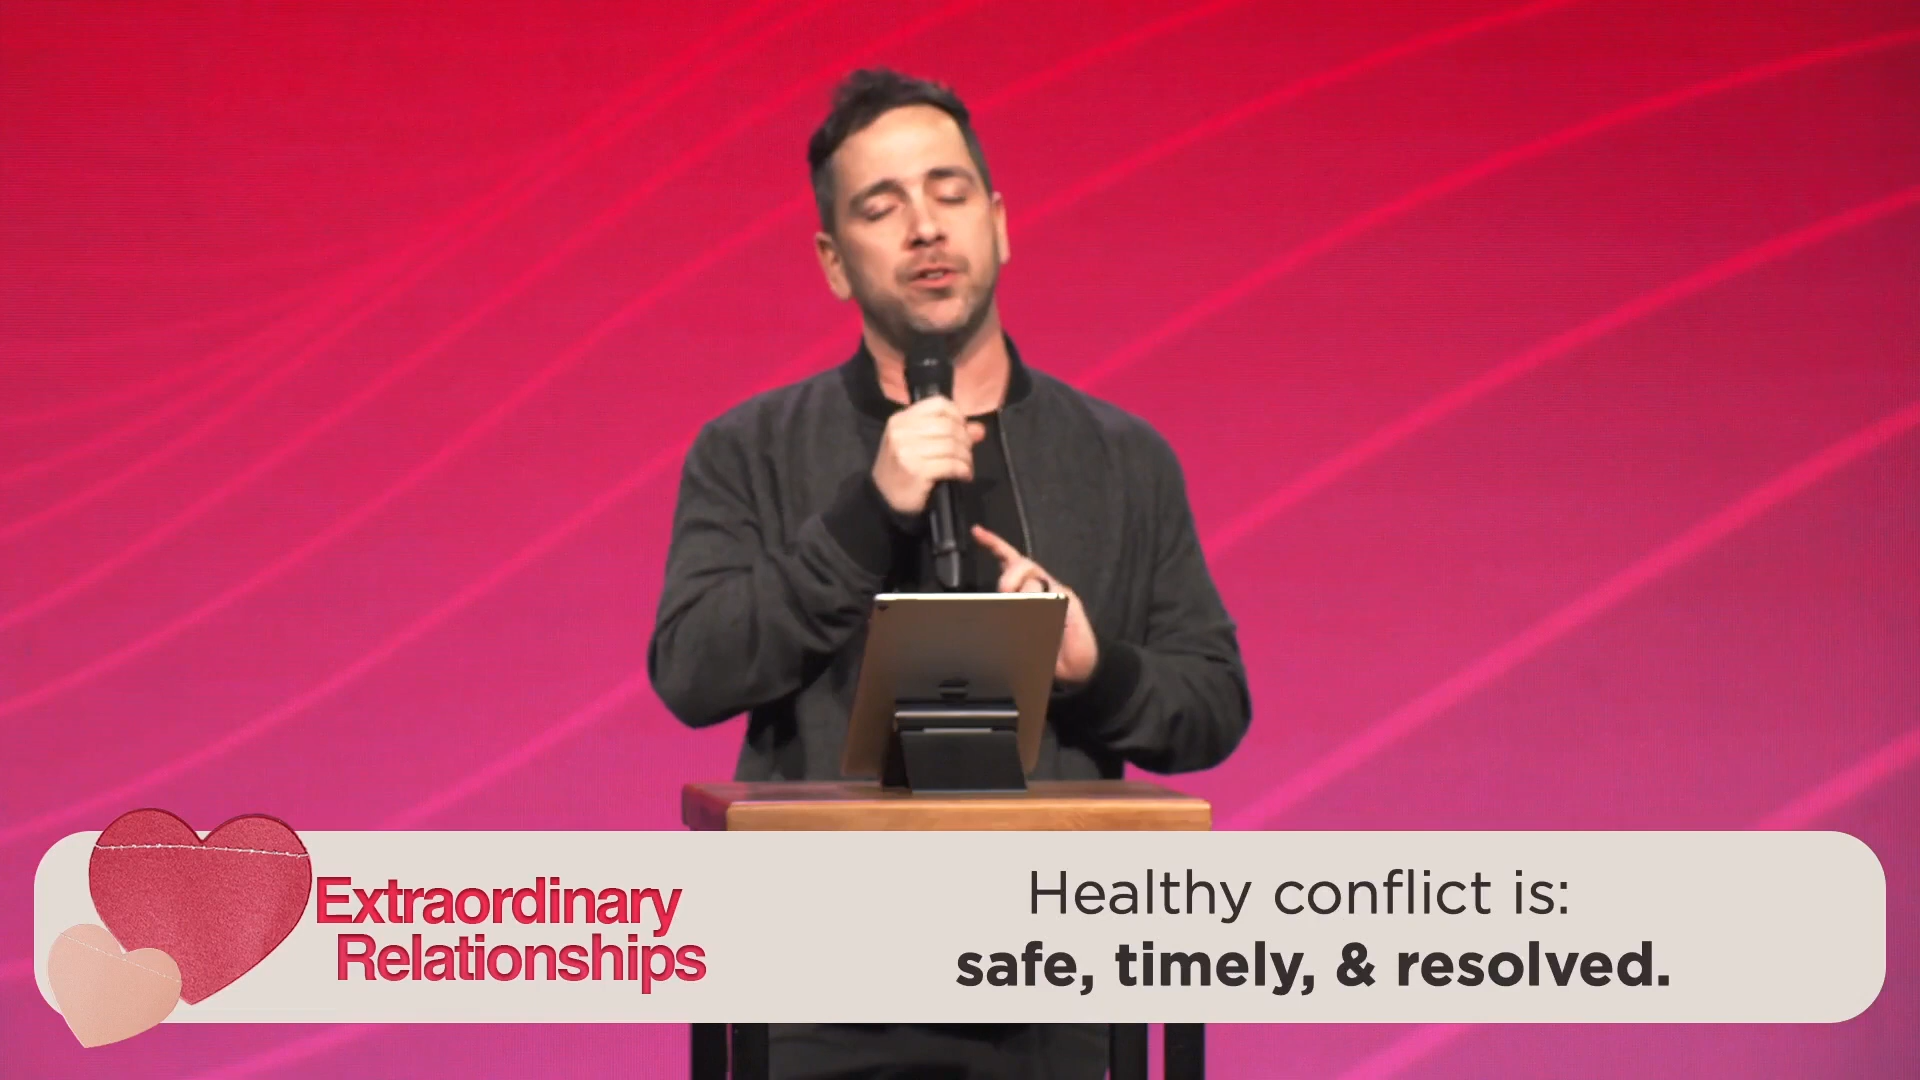 Extraordinary
Relationships
Healthy conflict is:
safe, timely, & resolved.